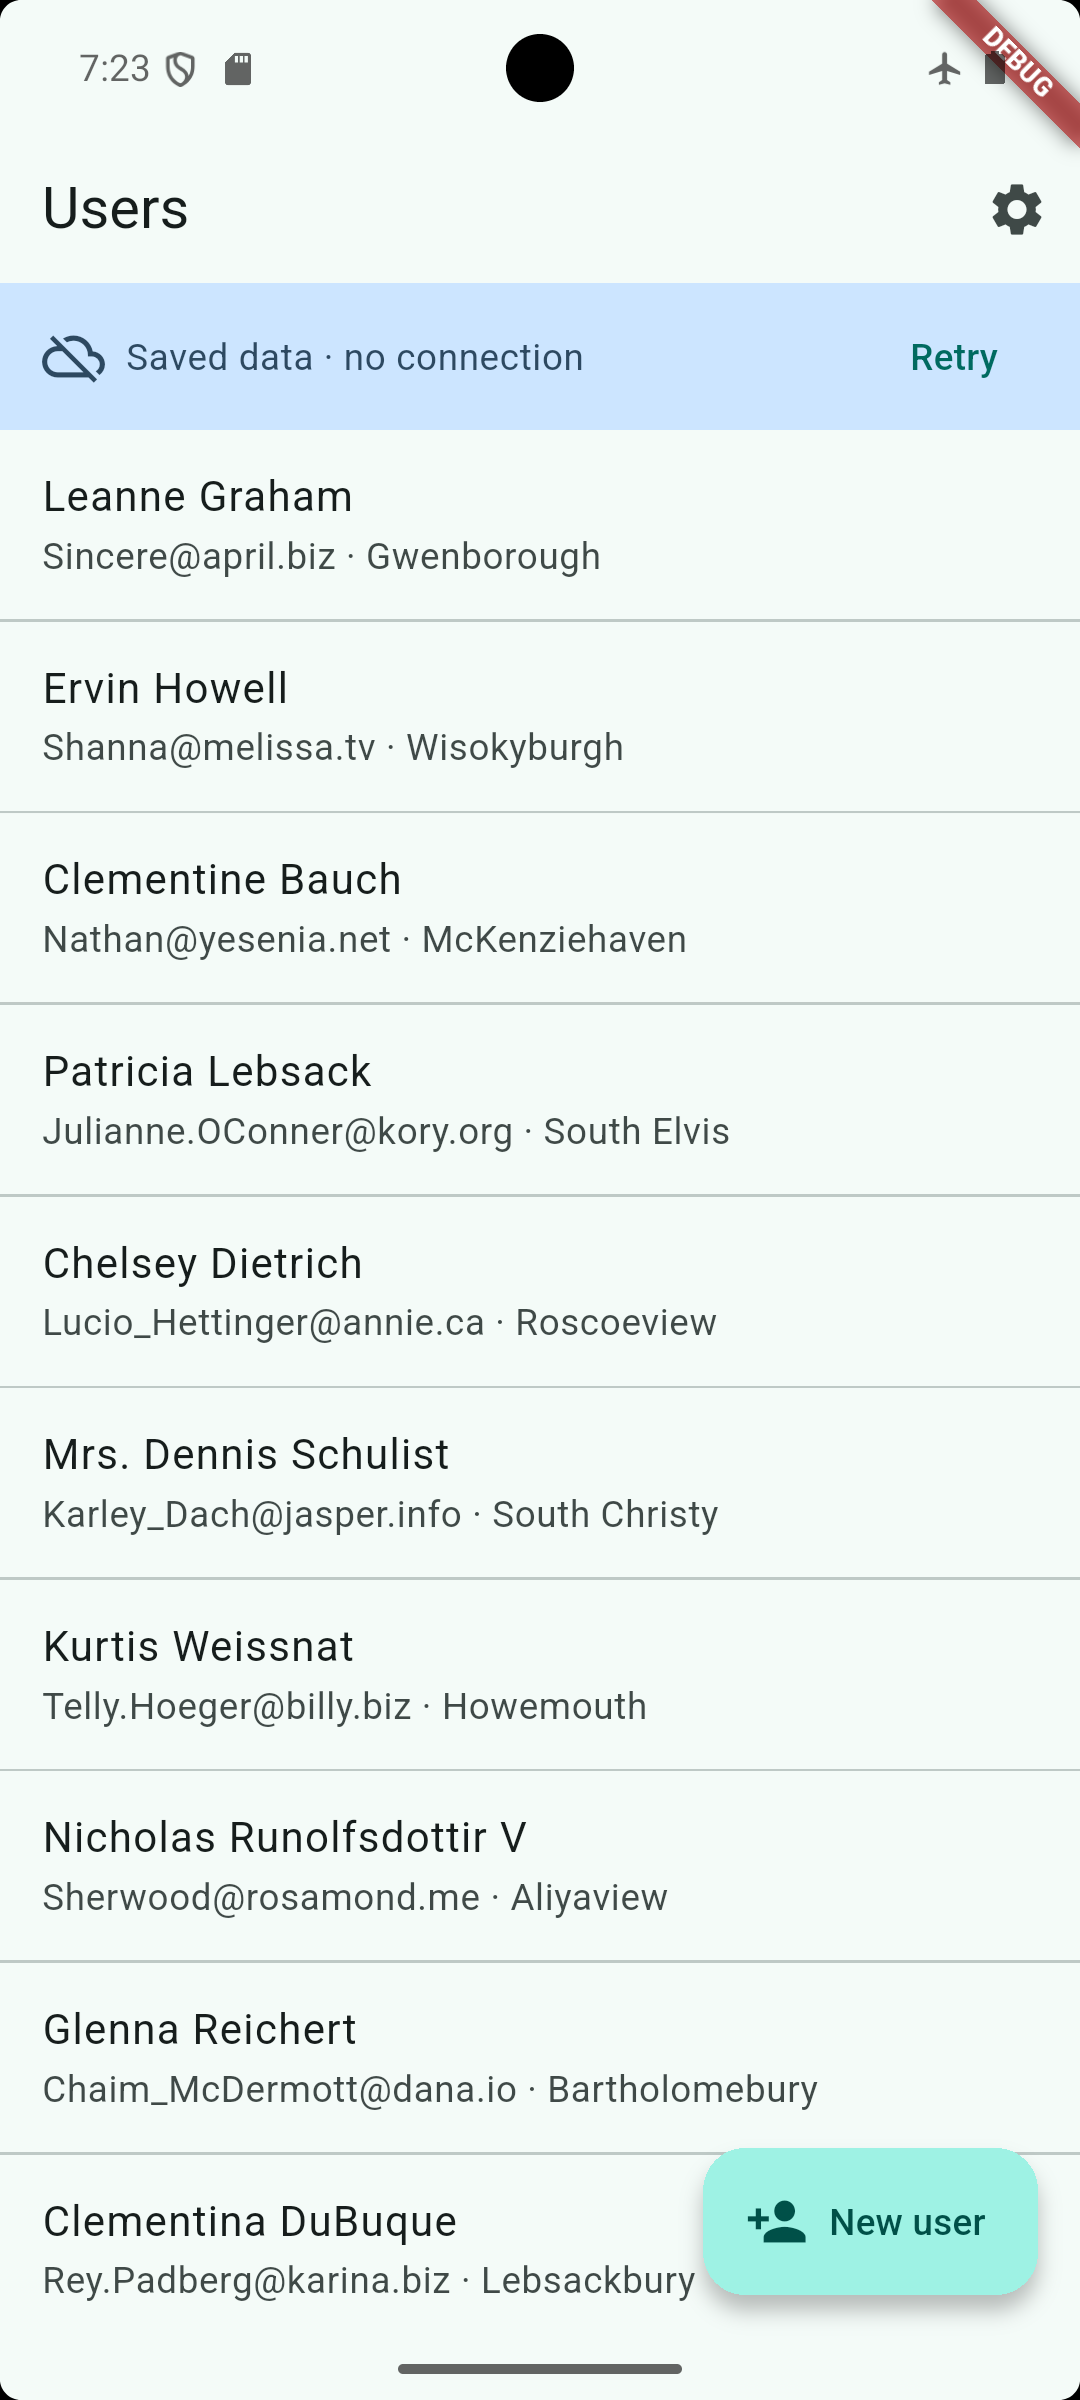 7:23
DEBUG
Users
Saved data · no connection
Retry
Leanne Graham
Sincere@april.biz · Gwenborough
Ervin Howell
Shanna@melissa.tv · Wisokyburgh
Clementine Bauch
Nathan@yesenia.net · McKenziehaven
Patricia Lebsack
Julianne.OConner@kory.org · South Elvis
Chelsey Dietrich
Lucio_Hettinger@annie.ca · Roscoeview
Mrs. Dennis Schulist
Karley_Dach@jasper.info · South Christy
Kurtis Weissnat
Telly.Hoeger@billy.biz · Howemouth
Nicholas Runolfsdottir V
Sherwood@rosamond.me · Aliyaview
Glenna Reichert
Chaim_McDermott@dana.io · Bartholomebury
Clementina DuBuque
Rey.Padberg@karina.biz · Lebsackbury
New user